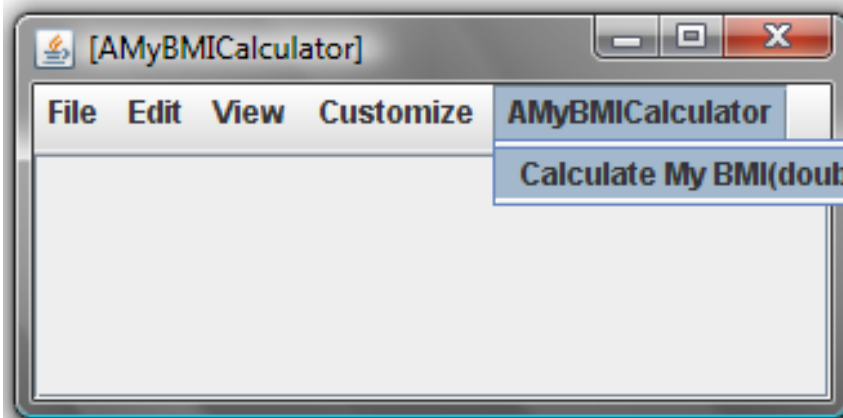 [AMyBMICalculator]
File Edit View Customize AMyBMICalculator
Calculate My BMI(doub